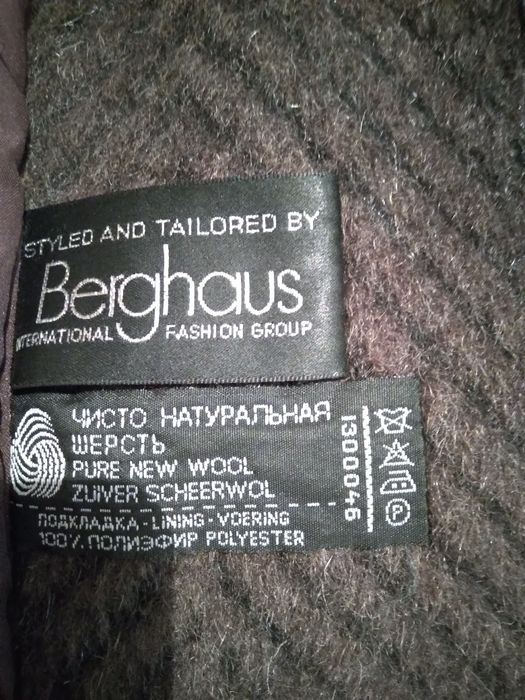 STYLED AND TAILORED BY
Berghaus
INTERNATIONAL FASHION GROUP
ЧИСТО НАТУРАЛЬНАЯ
ШЕРСТЬ
PURE NEW WOOL
ZUIVER SCHEERWOL
ПОДКЛАДКА - LINING - VOERING
100% ПОЛИЭФИР POLYESTER
1300046
P